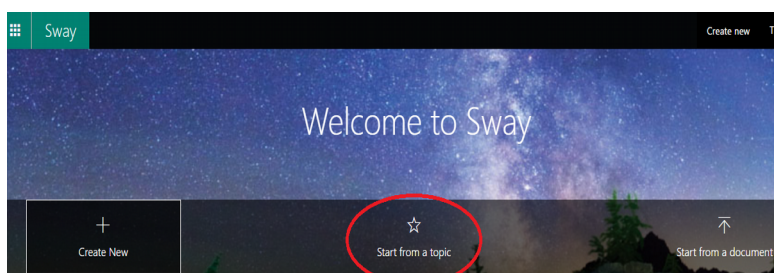 Sway
Create new
Welcome to Sway
Create New
Start from a topic
Start from a document